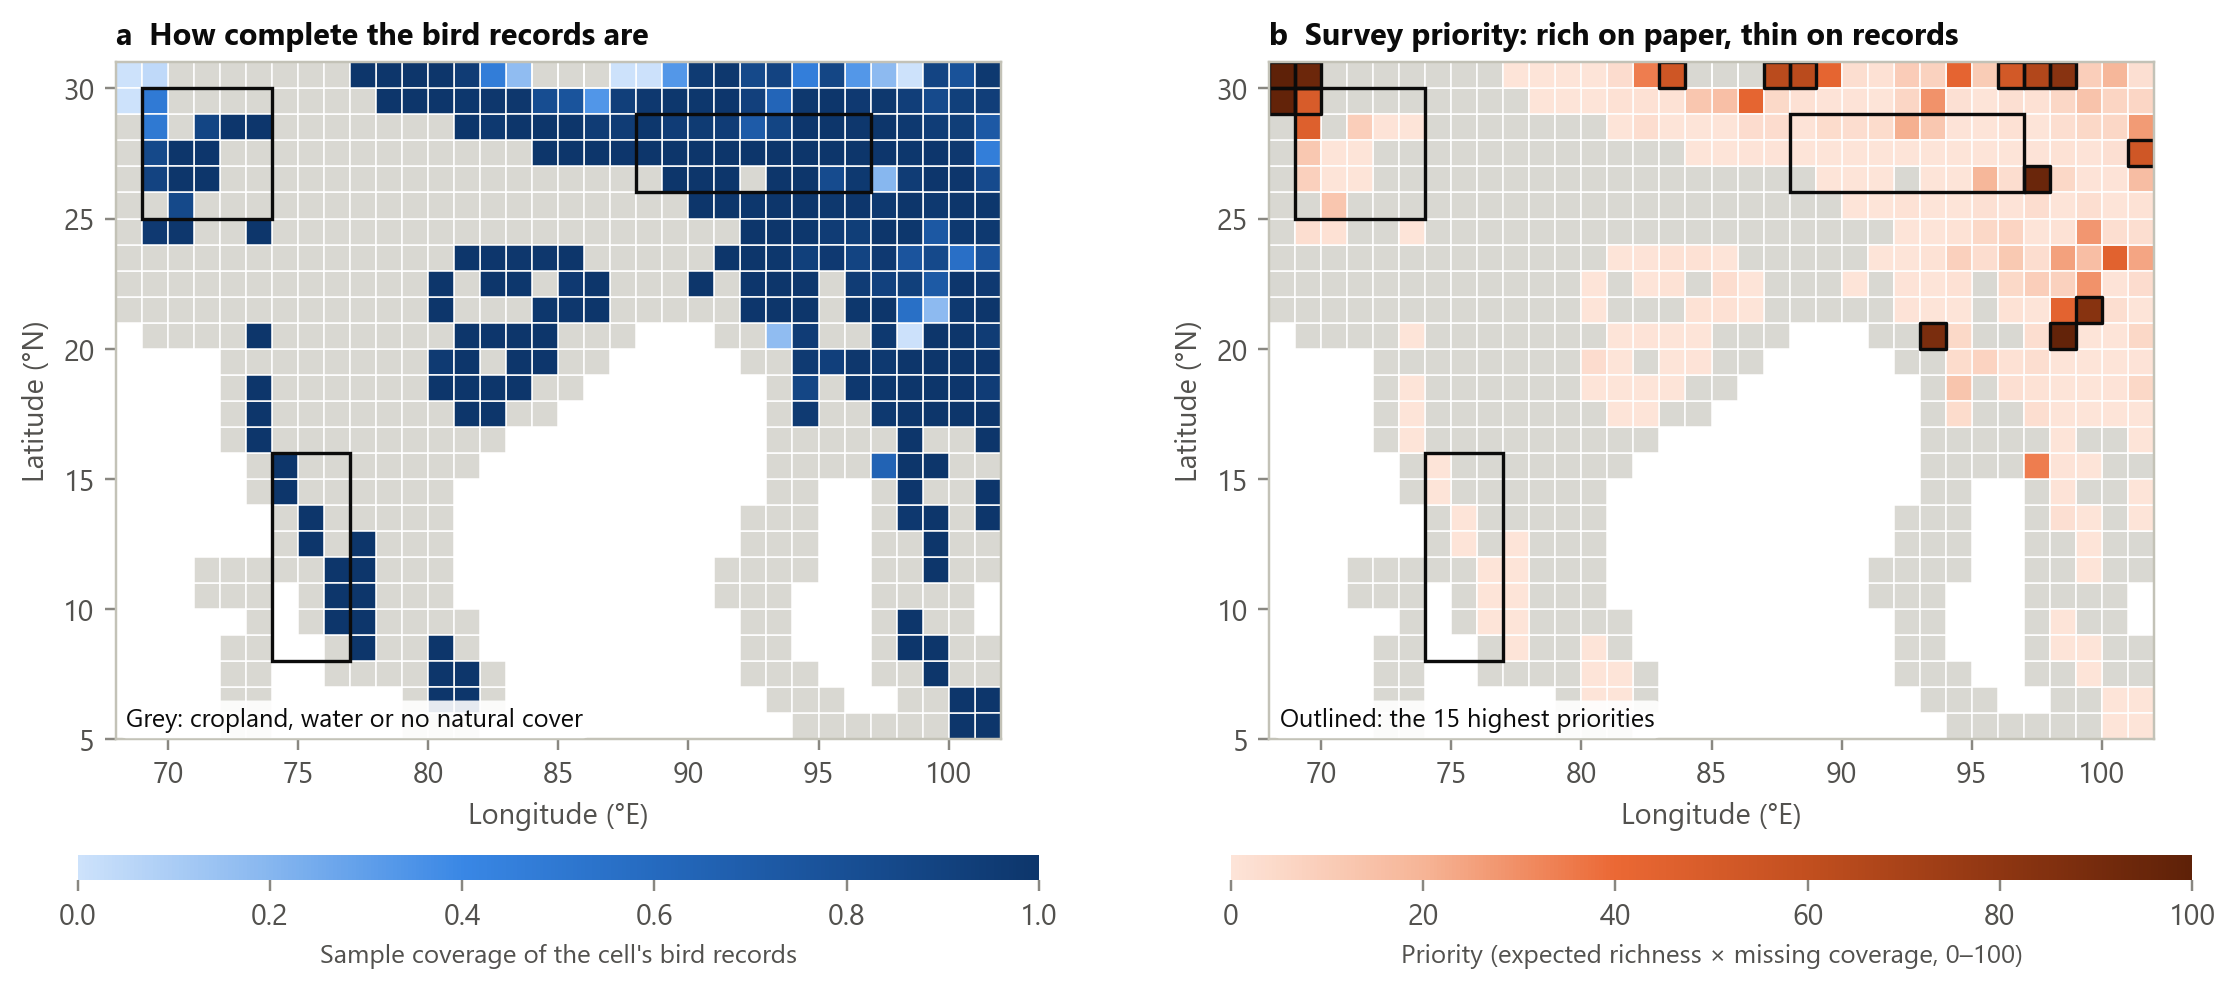 a How complete the bird records are
30
25
20
15
10
5
Latitude (°N)
Grey: cropland, water or no natural cover
70 75 80 85 90 95 100
Longitude (°E)
0.0 0.2 0.4 0.6 0.8 1.0
Sample coverage of the cell's bird records
b Survey priority: rich on paper, thin on records
30
25
20
15
10
5
Latitude (°N)
Outlined: the 15 highest priorities
70 75 80 85 90 95 100
Longitude (°E)
0 20 40 60 80 100
Priority (expected richness × missing coverage, 0–100)